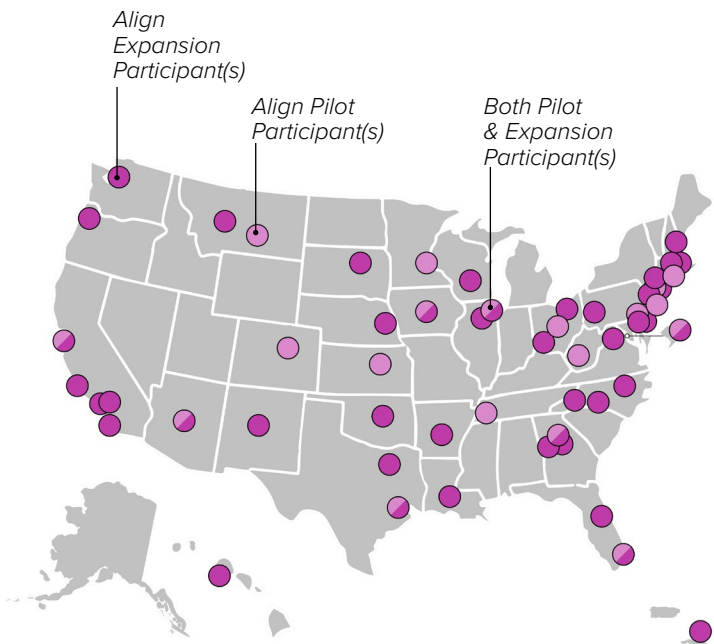 Align
Expansion
Participant(s)
Align Pilot
Participant(s)
Both Pilot
& Expansion
Participant(s)